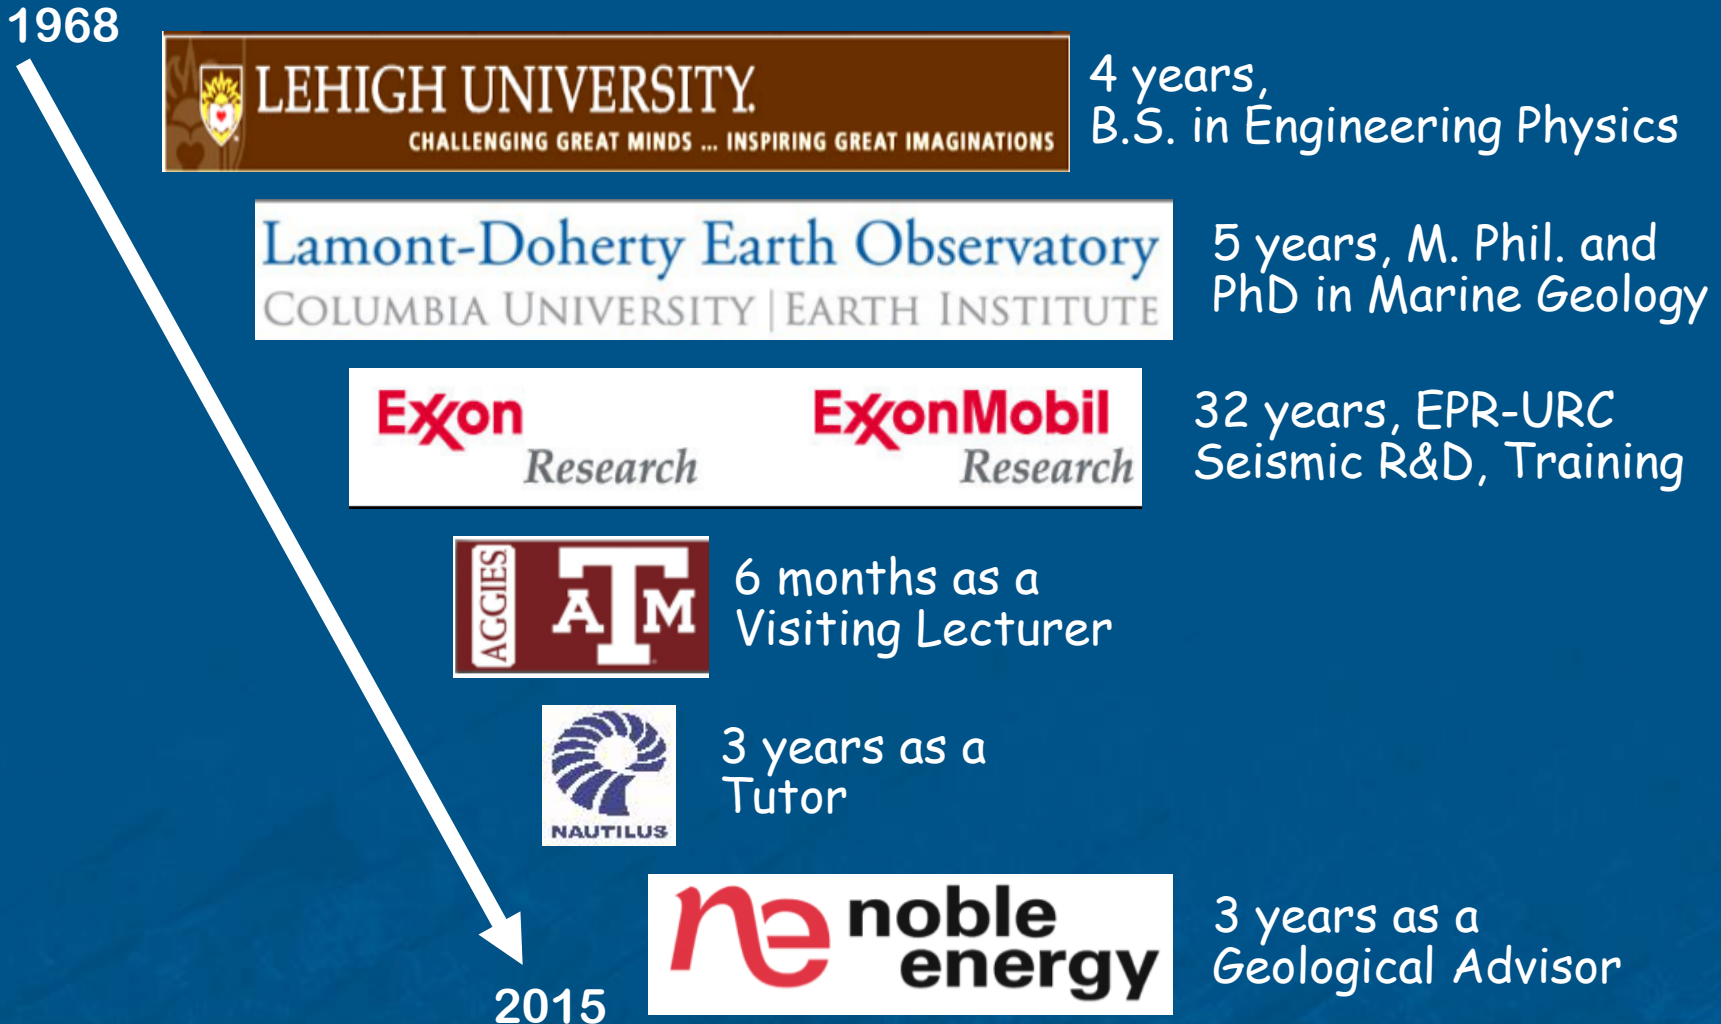 1968
LEHIGH UNIVERSITY.
CHALLENGING GREAT MINDS ... INSPIRING GREAT IMAGINATIONS
4 years,
B.S. in Engineering Physics
Lamont-Doherty Earth Observatory
COLUMBIA UNIVERSITY | EARTH INSTITUTE
5 years, M. Phil. and
PhD in Marine Geology
Exxon
Research
ExxonMobil
Research
32 years, EPR-URC
Seismic R&D, Training
AGGIES
ATM
6 months as a
Visiting Lecturer
NAUTILUS
3 years as a
Tutor
ne
noble
energy
3 years as a
Geological Advisor
2015